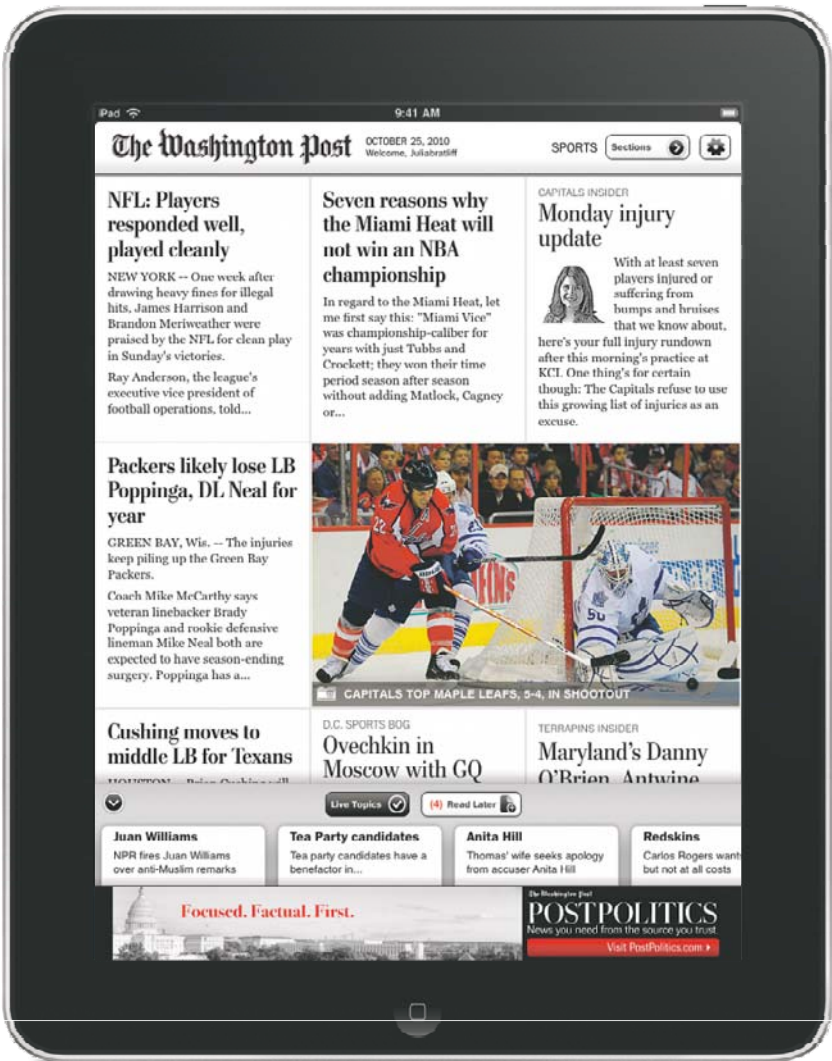 iPad
9:41 AM
The Washington Post
OCTOBER 25, 2010
Welcome, Juliabratliff
SPORTS
Sections
NFL: Players
responded well,
played cleanly
NEW YORK -- One week after
drawing heavy fines for illegal
hits, James Harrison and
Brandon Meriweather were
praised by the NFL for clean play
in Sunday's victories.
Ray Anderson, the league's
executive vice president of
football operations, told...
Seven reasons why
the Miami Heat will
not win an NBA
championship
In regard to the Miami Heat, let
me first say this: "Miami Vice"
was championship-caliber for
years with just Tubbs and
Crockett; they won their time
period season after season
without adding Matlock, Cagney
or...
CAPITALS INSIDER
Monday injury
update
With at least seven
players injured or
suffering from
bumps and bruises
that we know about,
here's your full injury rundown
after this morning's practice at
KCI. One thing's for certain
though: The Capitals refuse to use
this growing list of injuries as an
excuse.
Packers likely lose LB
Poppinga, DL Neal for
year
GREEN BAY, Wis. -- The injuries
keep piling up the Green Bay
Packers.
Coach Mike McCarthy says
veteran linebacker Brady
Poppinga and rookie defensive
lineman Mike Neal both are
expected to have season-ending
surgery. Poppinga has a...
22
50
CAPITALS TOP MAPLE LEAFS, 5-4, IN SHOOTOUT
Cushing moves to
middle LB for Texans
HOUSTON -- Brian Cushing will
D.C. SPORTS BOG
Ovechkin in
Moscow with GQ
TERRAPINS INSIDER
Maryland's Danny
O'Brien, Antwine
Live Topics
(4) Read Later
Juan Williams
NPR fires Juan Williams
over anti-Muslim remarks
Tea Party candidates
Tea party candidates have a
benefactor in...
Anita Hill
Thomas' wife seeks apology
from accuser Anita Hill
Redskins
Carlos Rogers wants
but not at all costs
Focused. Factual. First.
The Washington Post
POSTPOLITICS
News you need from the source you trust.
Visit PostPolitics.com